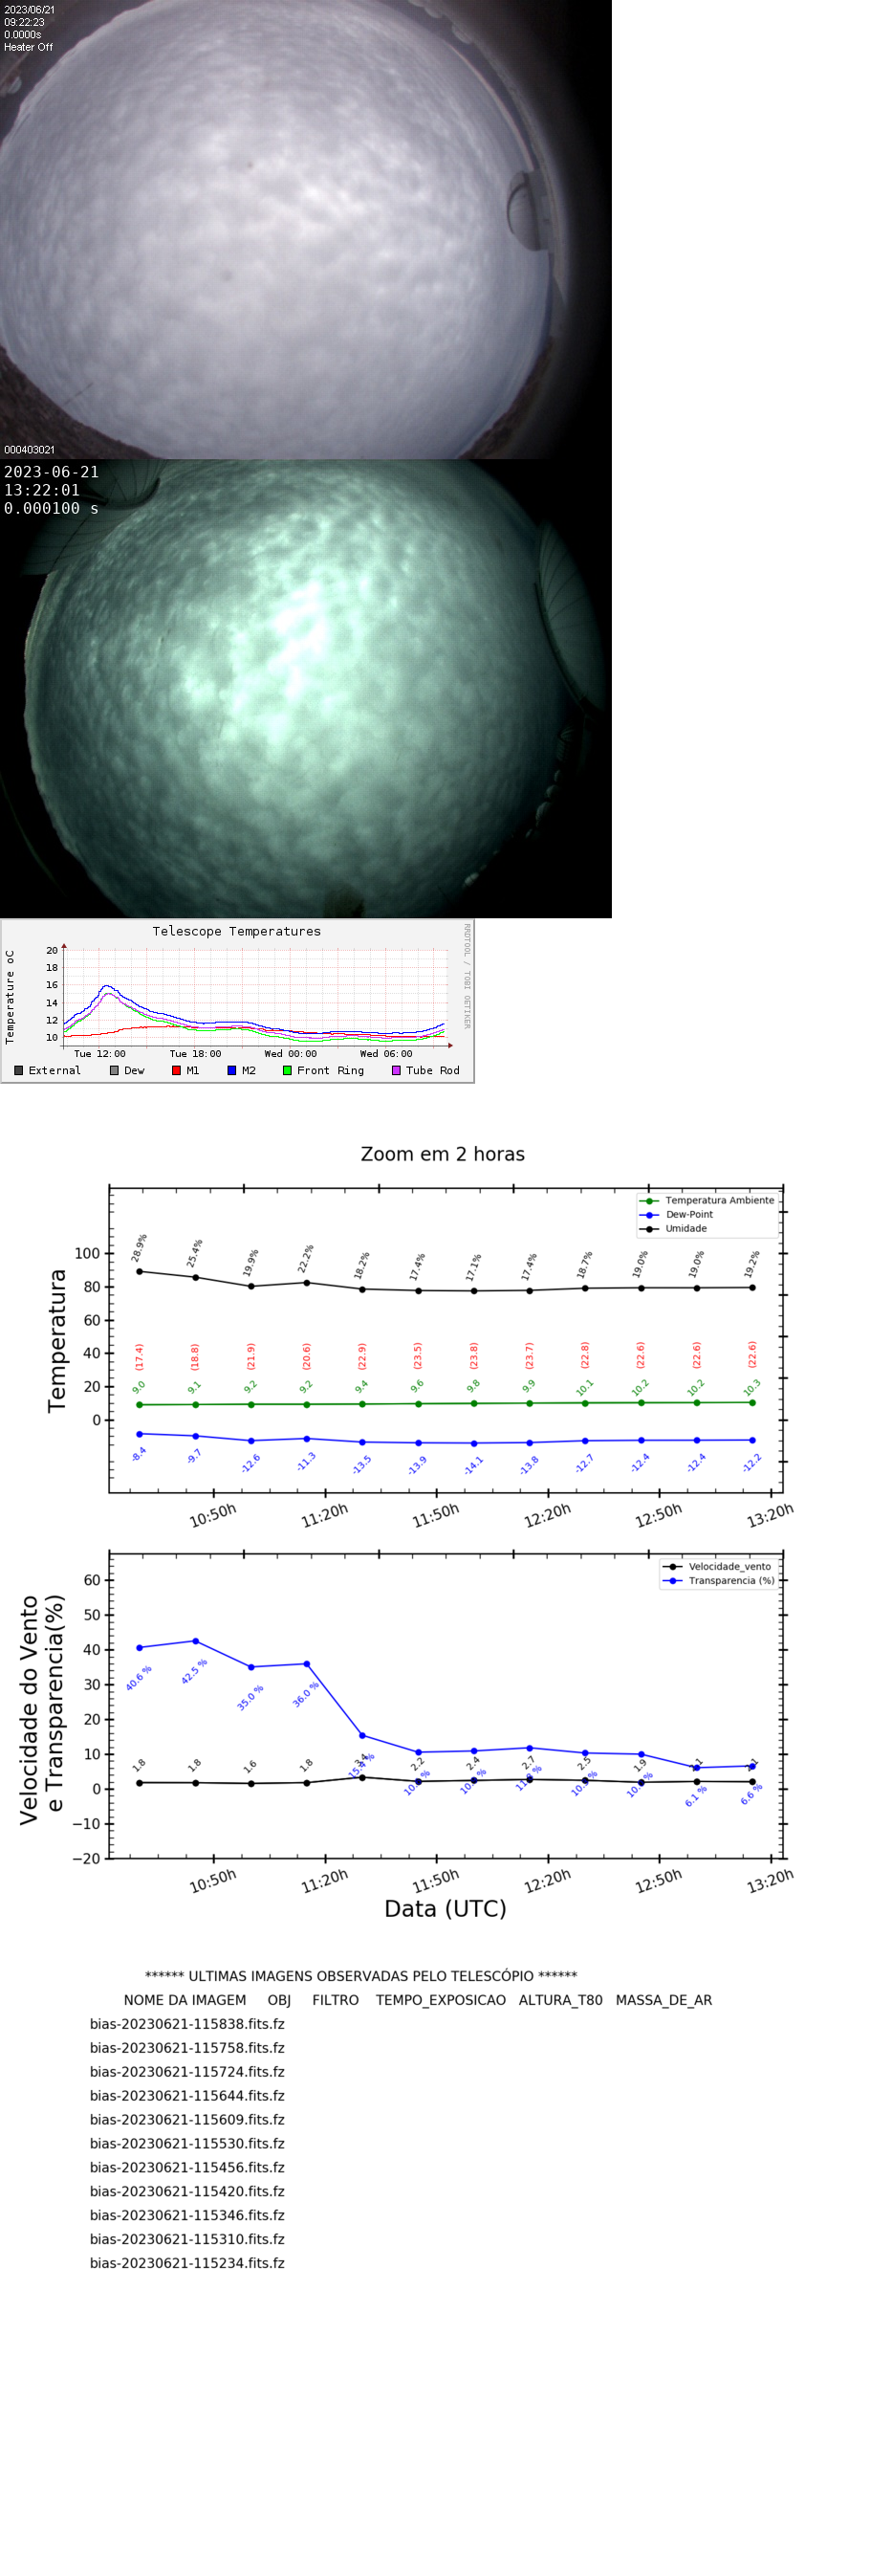 2023/06/21
09:22:23
0.0000s
Heater Off
000403021
2023-06-21
13:22:01
0.000100 s
Telescope Temperatures
RRDTOOL / TOBI OETIKER
Temperature oC
20
18
16
14
12
10
Tue 12:00 Tue 18:00 Wed 00:00 Wed 06:00
External Dew M1 M2 Front Ring Tube Rod
Zoom em 2 horas
Temperatura Ambiente
Dew-Point
Umidade
Temperatura
100
80
60
40
20
0
28.9% 25.4% 19.9% 22.2% 18.2% 17.4% 17.1% 17.4% 18.7% 19.0% 19.0% 19.2%
(17.4) (18.8) (21.9) (20.6) (22.9) (23.5) (23.8) (23.7) (22.8) (22.6) (22.6) (22.6)
9.0 9.1 9.2 9.2 9.4 9.6 9.8 9.9 10.1 10.2 10.2 10.3
-8.4 -9.7 -12.6 -11.3 -13.5 -13.9 -14.1 -13.8 -12.7 -12.4 -12.4 -12.2
10:50h 11:20h 11:50h 12:20h 12:50h 13:20h
Velocidade_vento
Transparencia (%)
Velocidade do Vento
e Transparencia(%)
60
50
40
30
20
10
0
−10
−20
40.6 % 42.5 % 35.0 % 36.0 % 15.4 % 6.1 % 6.6 %
1.8 1.8 1.6 1.8 3.4 2.2 2.4 2.7 2.5 1.9
10:50h 11:20h 11:50h 12:20h 12:50h 13:20h
Data (UTC)
****** ULTIMAS IMAGENS OBSERVADAS PELO TELESCÓPIO ******
NOME DA IMAGEM OBJ FILTRO TEMPO_EXPOSICAO ALTURA_T80 MASSA_DE_AR
bias-20230621-115838.fits.fz
bias-20230621-115758.fits.fz
bias-20230621-115724.fits.fz
bias-20230621-115644.fits.fz
bias-20230621-115609.fits.fz
bias-20230621-115530.fits.fz
bias-20230621-115456.fits.fz
bias-20230621-115420.fits.fz
bias-20230621-115346.fits.fz
bias-20230621-115310.fits.fz
bias-20230621-115234.fits.fz